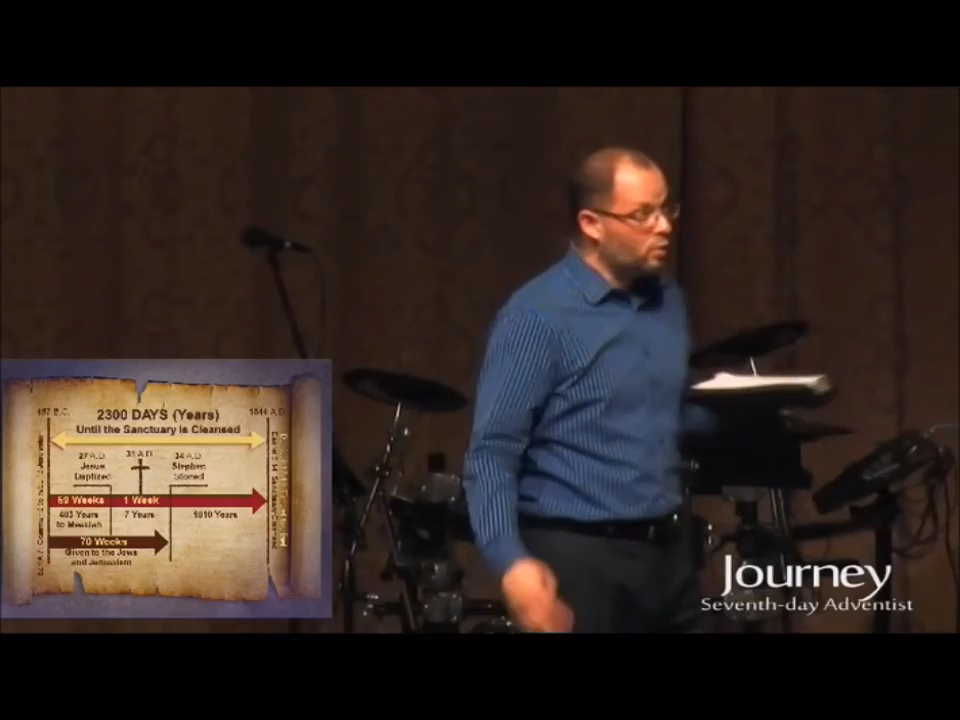 457 B.C.
1844 A.D.
2300 DAYS (Years)
Until the Sanctuary is Cleansed
27 A.D.
31 A.D.
34 A.D.
Jesus
Baptized
Stephen
Stoned
69 Weeks
1 Week
483 Years
to Messiah
7 Years
1810 Years
70 Weeks
Given to the Jews
and Jerusalem
Journey
Seventh-day Adventist